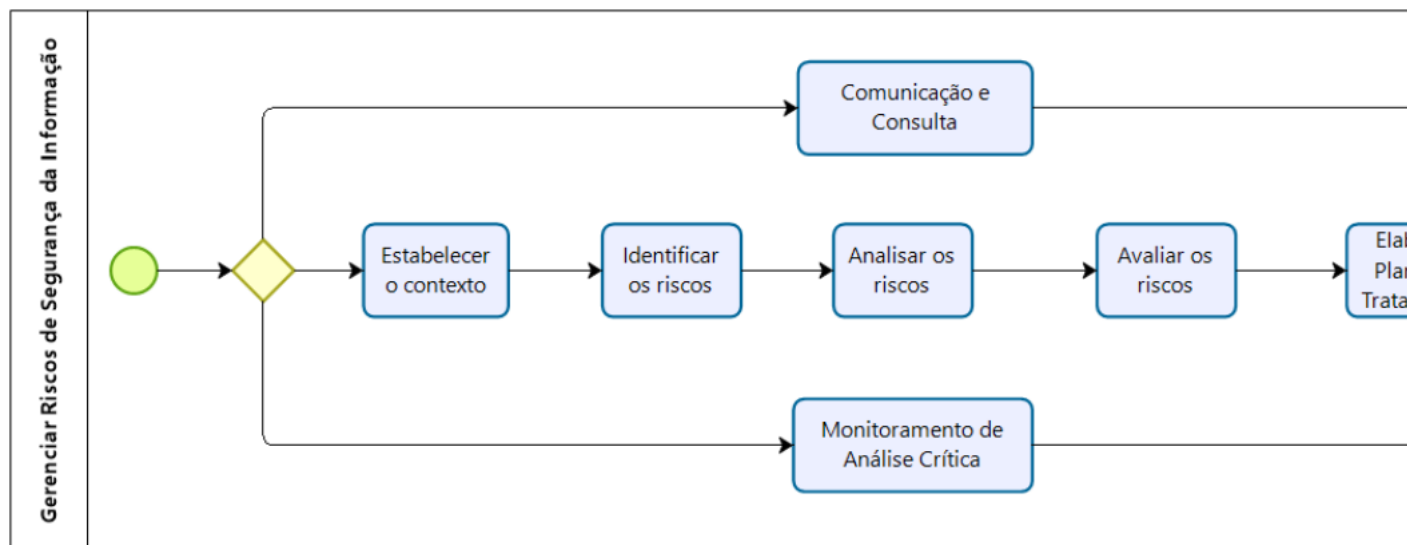 Gerenciar Riscos de Segurança da Informação
Comunicação e
Consulta
Estabelecer
o contexto
Identificar
os riscos
Analisar os
riscos
Avaliar os
riscos
Monitoramento de
Análise Crítica